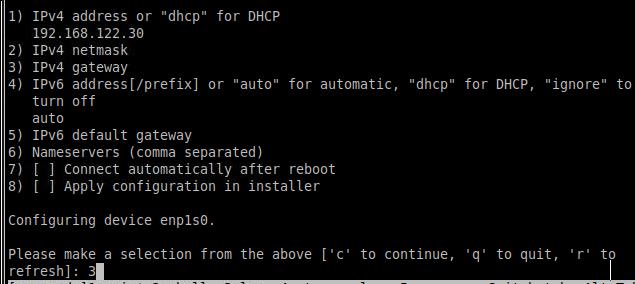 1) IPv4 address or "dhcp" for DHCP
192.168.122.30
2) IPv4 netmask
3) IPv4 gateway
4) IPv6 address[/prefix] or "auto" for automatic, "dhcp" for DHCP, "ignore" to
turn off
auto
5) IPv6 default gateway
6) Nameservers (comma separated)
7) [ ] Connect automatically after reboot
8) [ ] Apply configuration in installer
Configuring device enp1s0.
Please make a selection from the above ['c' to continue, 'q' to quit, 'r' to
refresh]: 3